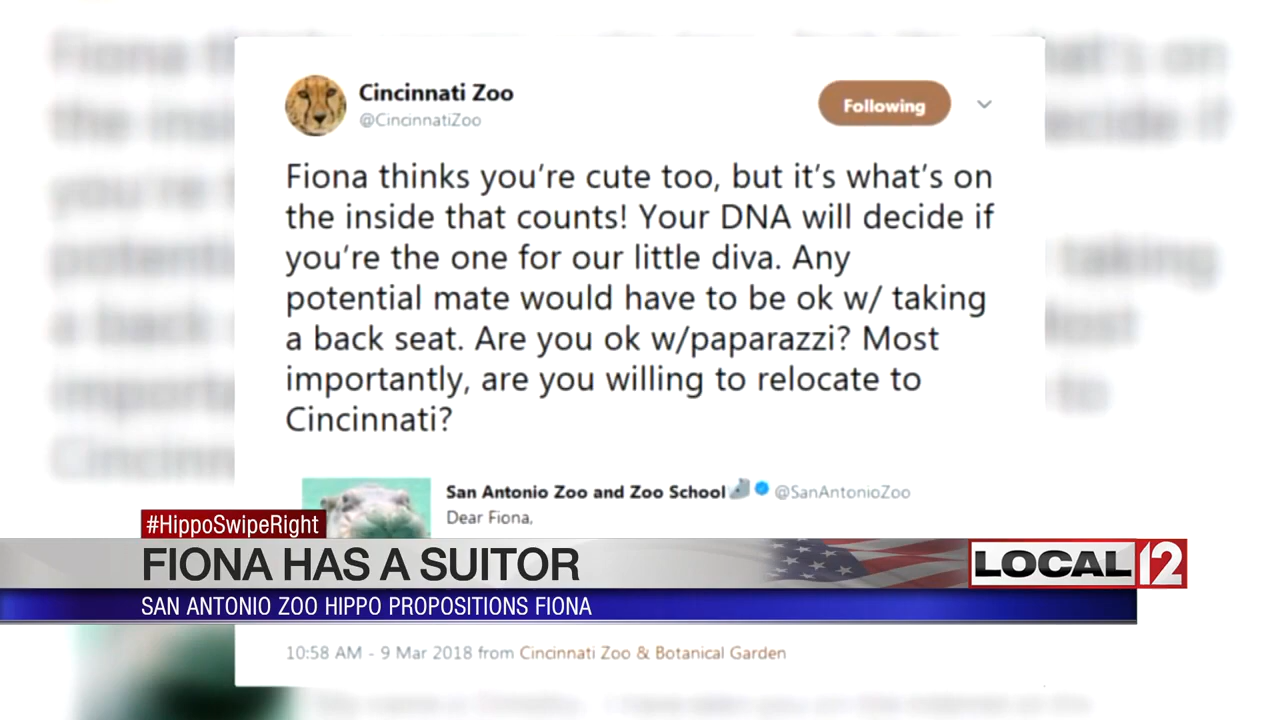 Cincinnati Zoo
@CincinnatiZoo
Following
Fiona thinks you're cute too, but it's what's on
the inside that counts! Your DNA will decide if
you're the one for our little diva. Any
potential mate would have to be ok w/ taking
a back seat. Are you ok w/paparazzi? Most
importantly, are you willing to relocate to
Cincinnati?
San Antonio Zoo and Zoo School @SanAntonioZoo
Dear Fiona,
#HippoSwipeRight
FIONA HAS A SUITOR
LOCAL 12
SAN ANTONIO ZOO HIPPO PROPOSITIONS FIONA
10:58 AM - 9 Mar 2018 from Cincinnati Zoo & Botanical Garden